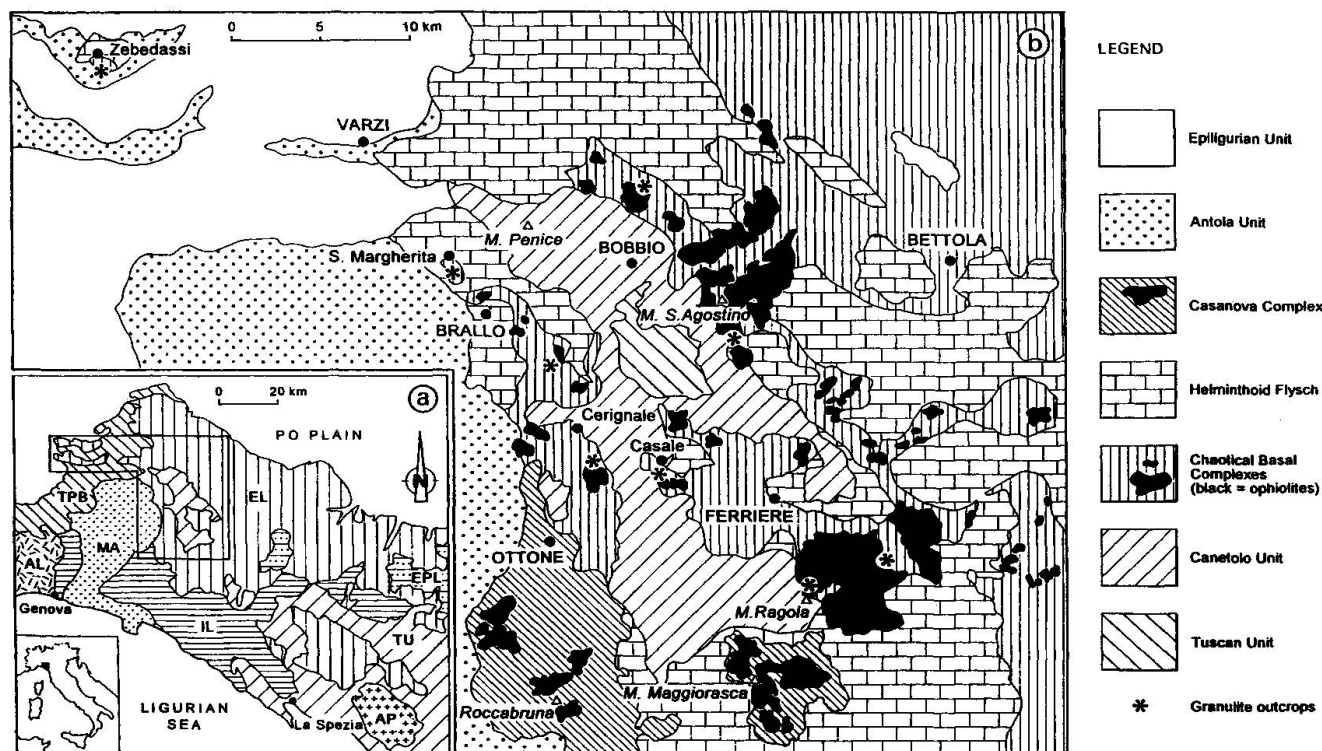 0 5 10 km
b
Zebedassi
VARZI
M. Penice
BOBBIO
BETTOLA
S. Margherita
M. S.Agostino
BRALLO
Cerignale
Casale
FERRIERE
OTTONE
M.Ragola
M. Maggiorasca
Roccabruna
0 20 km
a
PO PLAIN
N
EL
TPB
MA
AL
EPL
Genova
IL
TU
LIGURIAN
SEA
La Spezia
AP
LEGEND
Epiligurian Unit
Antola Unit
Casanova Complex
Helminthoid Flysch
Chaotical Basal
Complexes
(black = ophiolites)
Canetolo Unit
Tuscan Unit
* Granulite outcrops